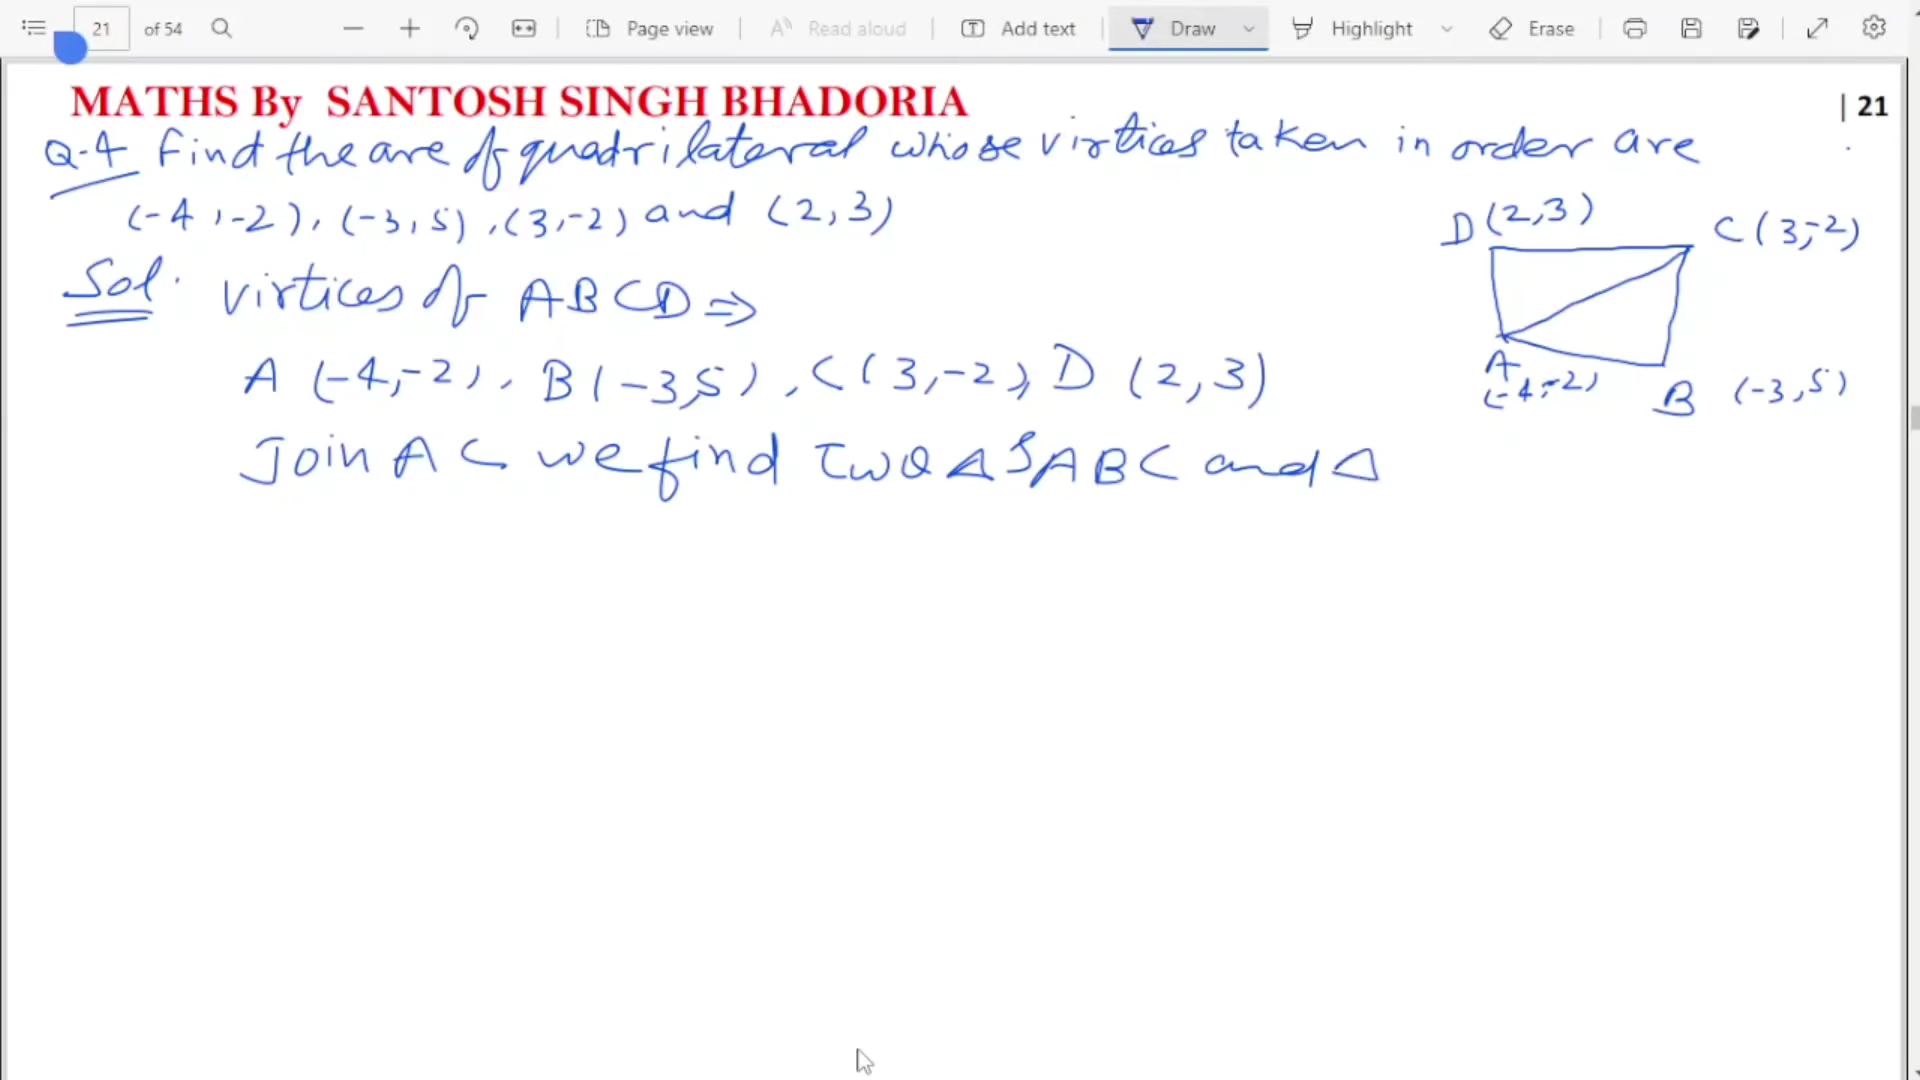 21 of 54 Page view Read aloud Add text Draw Highlight Erase
MATHS By SANTOSH SINGH BHADORIA | 21
Q.4 Find the are of quadrilateral whose virtices taken in order are
(-4,-2), (-3,5), (3,-2) and (2,3)
D(2,3) C(3,-2)
Sol. virtices of ABCD ⇒
A (-4,-2), B(-3,5), C(3,-2), D (2,3)
A B (-3,5)
(-4,-2)
Join AC we find two ΔS ABC and Δ